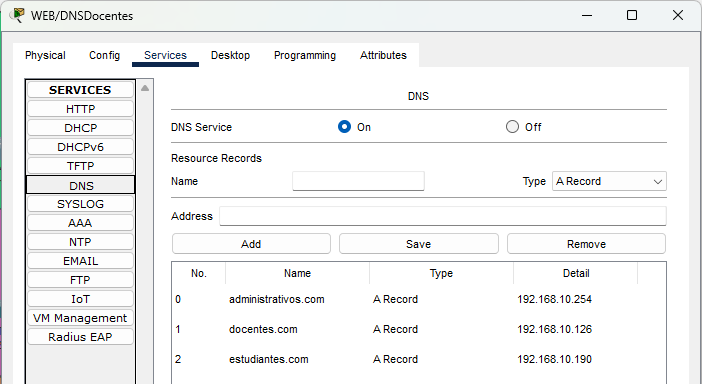 WEB/DNSDocentes
Physical Config Services Desktop Programming Attributes
SERVICES
HTTP
DHCP
DHCPv6
TFTP
DNS
SYSLOG
AAA
NTP
EMAIL
FTP
IoT
VM Management
Radius EAP
DNS
DNS Service On Off
Resource Records
Name Type A Record
Address
Add Save Remove
No. Name Type Detail
0 administrativos.com A Record 192.168.10.254
1 docentes.com A Record 192.168.10.126
2 estudiantes.com A Record 192.168.10.190